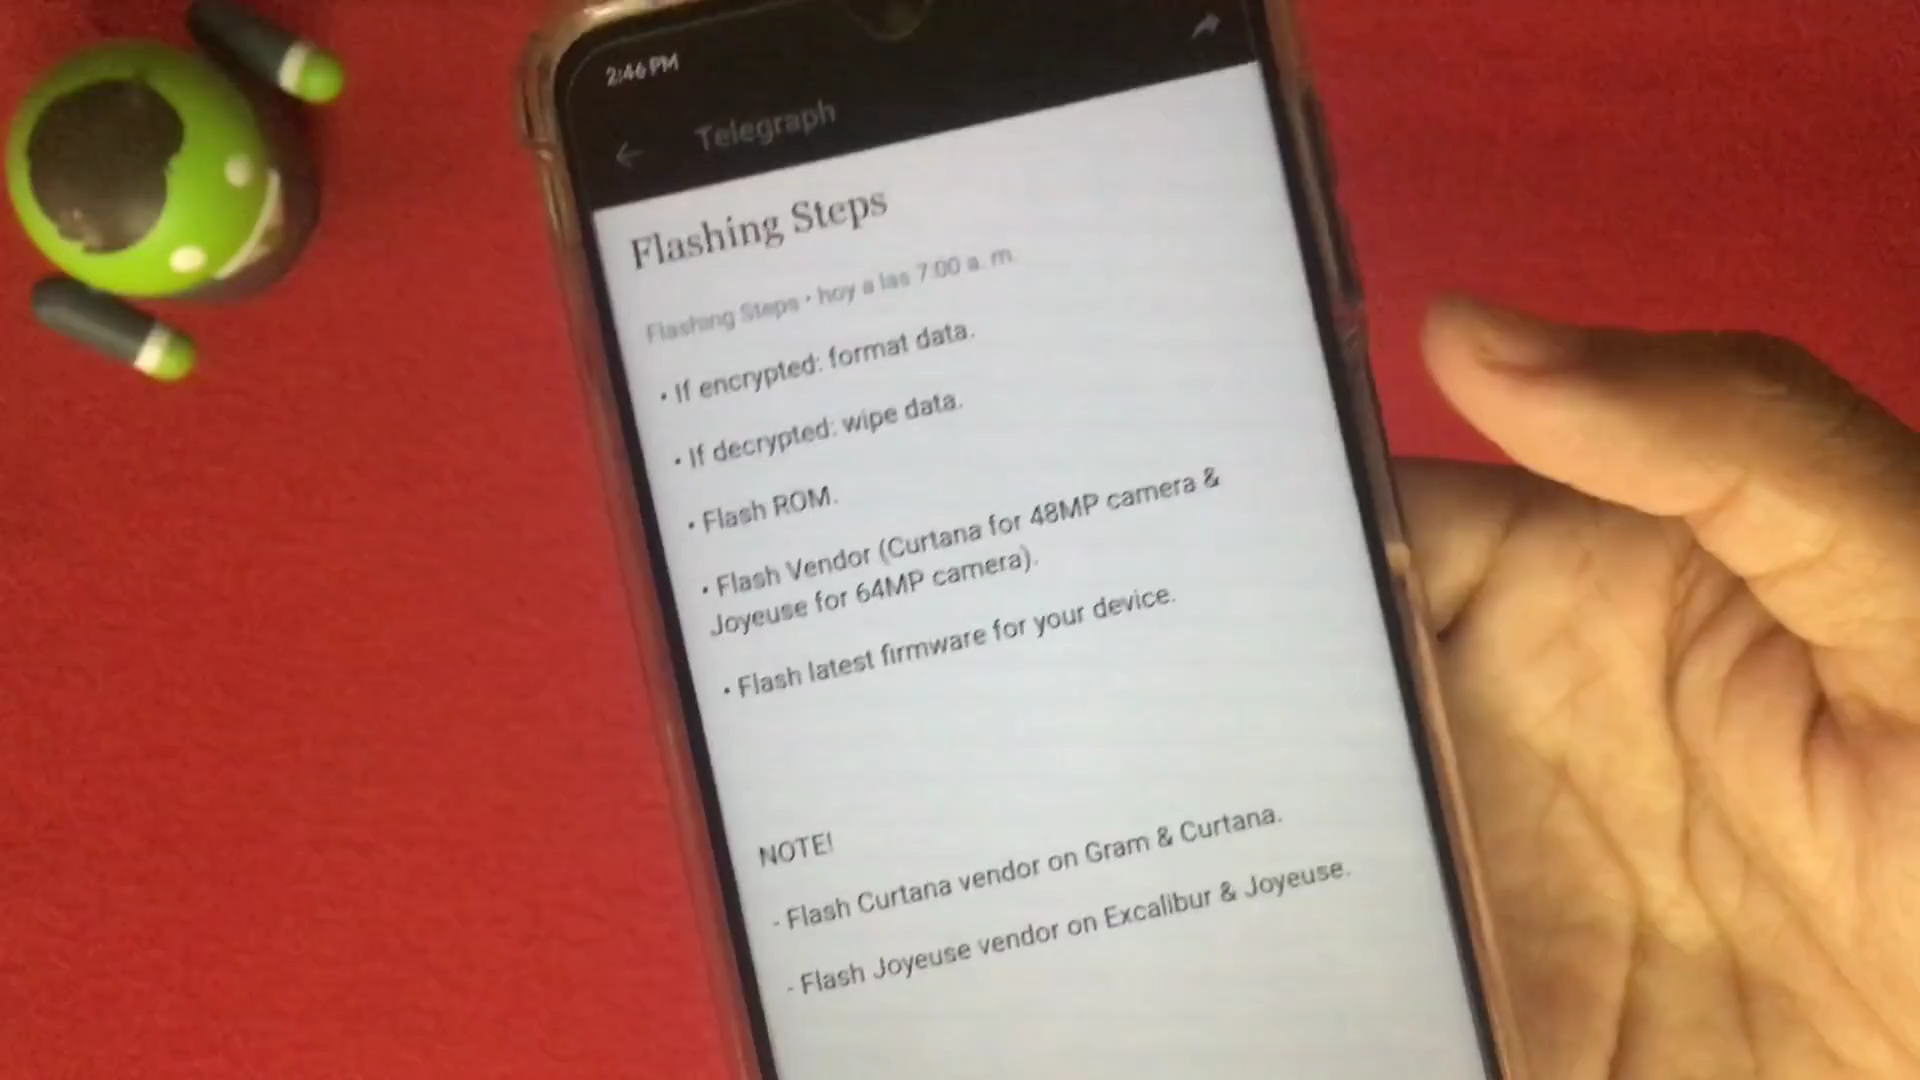 2:46 PM
Telegraph
Flashing Steps
Flashing Steps • hoy a las 7:00 a. m.
• If encrypted: format data.
• If decrypted: wipe data.
• Flash ROM.
• Flash Vendor (Curtana for 48MP camera &
Joyeuse for 64MP camera).
• Flash latest firmware for your device.
NOTE!
- Flash Curtana vendor on Gram & Curtana.
- Flash Joyeuse vendor on Excalibur & Joyeuse.